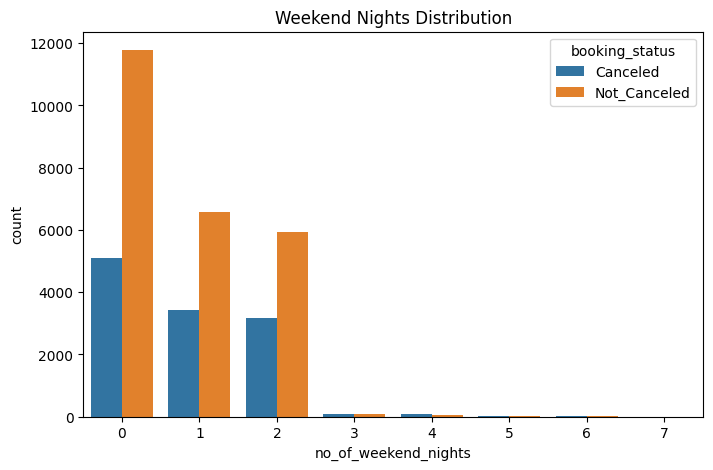 Weekend Nights Distribution
booking_status
Canceled
Not_Canceled
count
12000
10000
8000
6000
4000
2000
0
0 1 2 3 4 5 6 7
no_of_weekend_nights